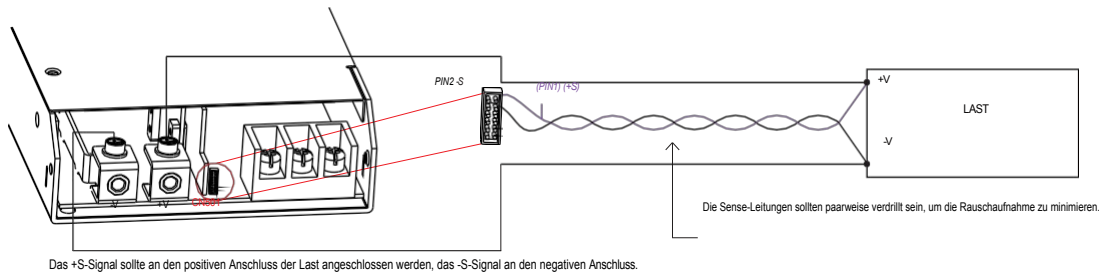 PIN2 -S
(PIN1) (+S)
+V
LAST
-V
-V
+V
Die Sense-Leitungen sollten paarweise verdrillt sein, um die Rauschaufnahme zu minimieren.
Das +S-Signal sollte an den positiven Anschluss der Last angeschlossen werden, das -S-Signal an den negativen Anschluss.